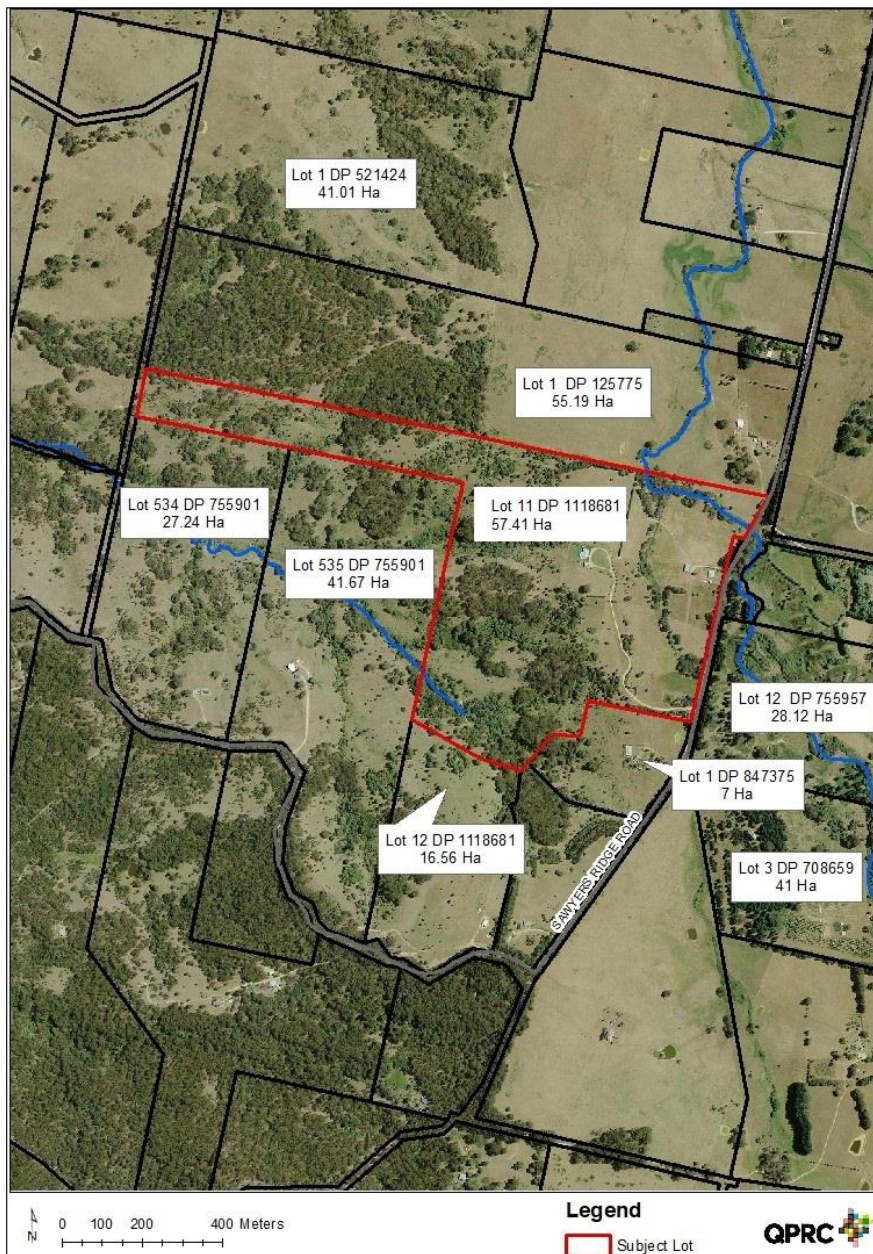 Lot 1 DP 521424
41.01 Ha
Lot 1 DP 125775
55.19 Ha
Lot 534 DP 755901
27.24 Ha
Lot 11 DP 1118681
57.41 Ha
Lot 535 DP 755901
41.67 Ha
Lot 12 DP 755957
28.12 Ha
Lot 1 DP 847375
7 Ha
Lot 12 DP 1118681
16.56 Ha
Lot 3 DP 708659
41 Ha
SAWYERS RIDGE ROAD
N
0 100 200 400 Meters
Legend
Subject Lot
QPRC